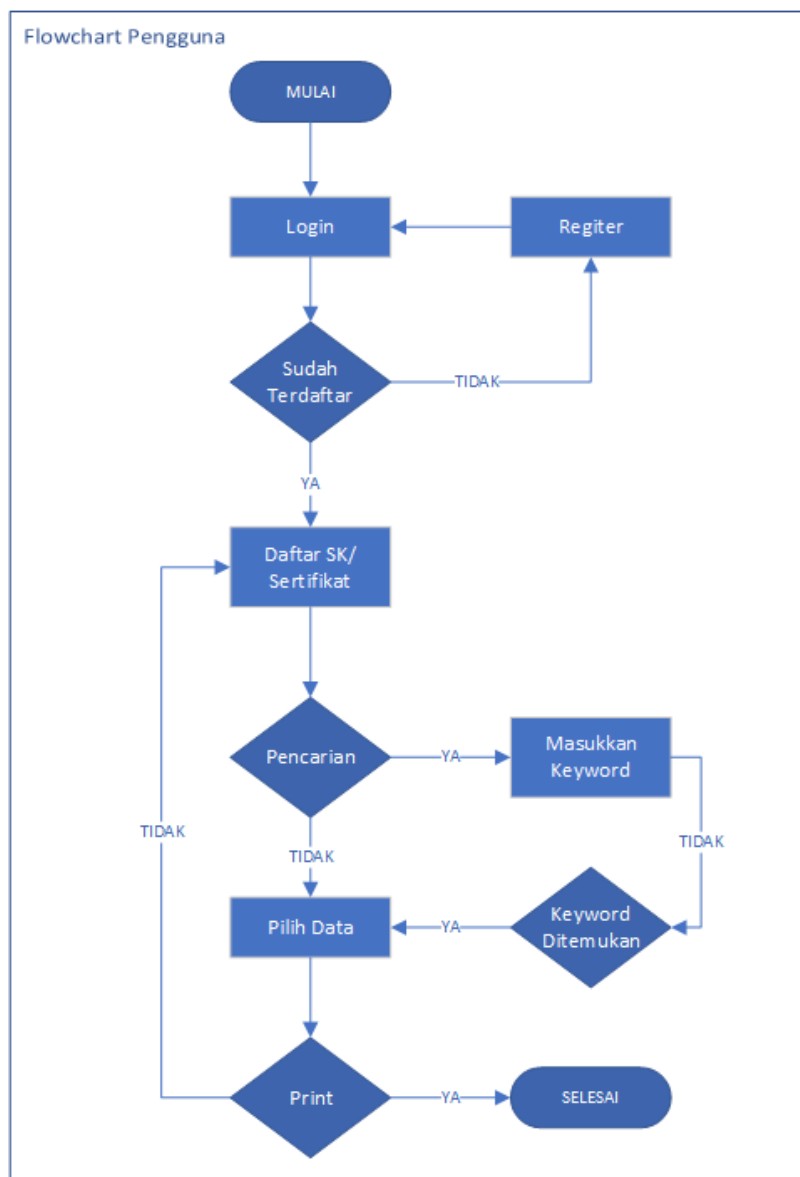 Flowchart Pengguna
MULAI
Login
Regiter
Sudah
Terdaftar
TIDAK
YA
Daftar SK/
Sertifikat
Pencarian
YA
Masukkan
Keyword
TIDAK
TIDAK
TIDAK
Pilih Data
YA
Keyword
Ditemukan
Print
YA
SELESAI